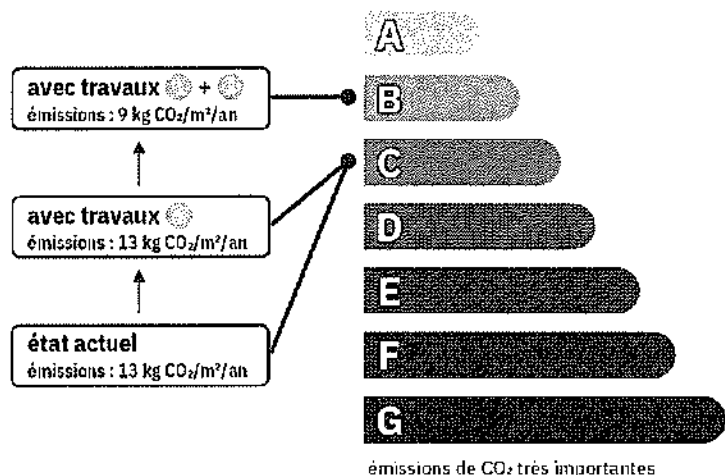 avec travaux +
émissions : 9 kg CO₂/m²/an
avec travaux
émissions : 13 kg CO₂/m²/an
état actuel
émissions : 13 kg CO₂/m²/an
A
B
C
D
E
F
G
émissions de CO₂ très importantes